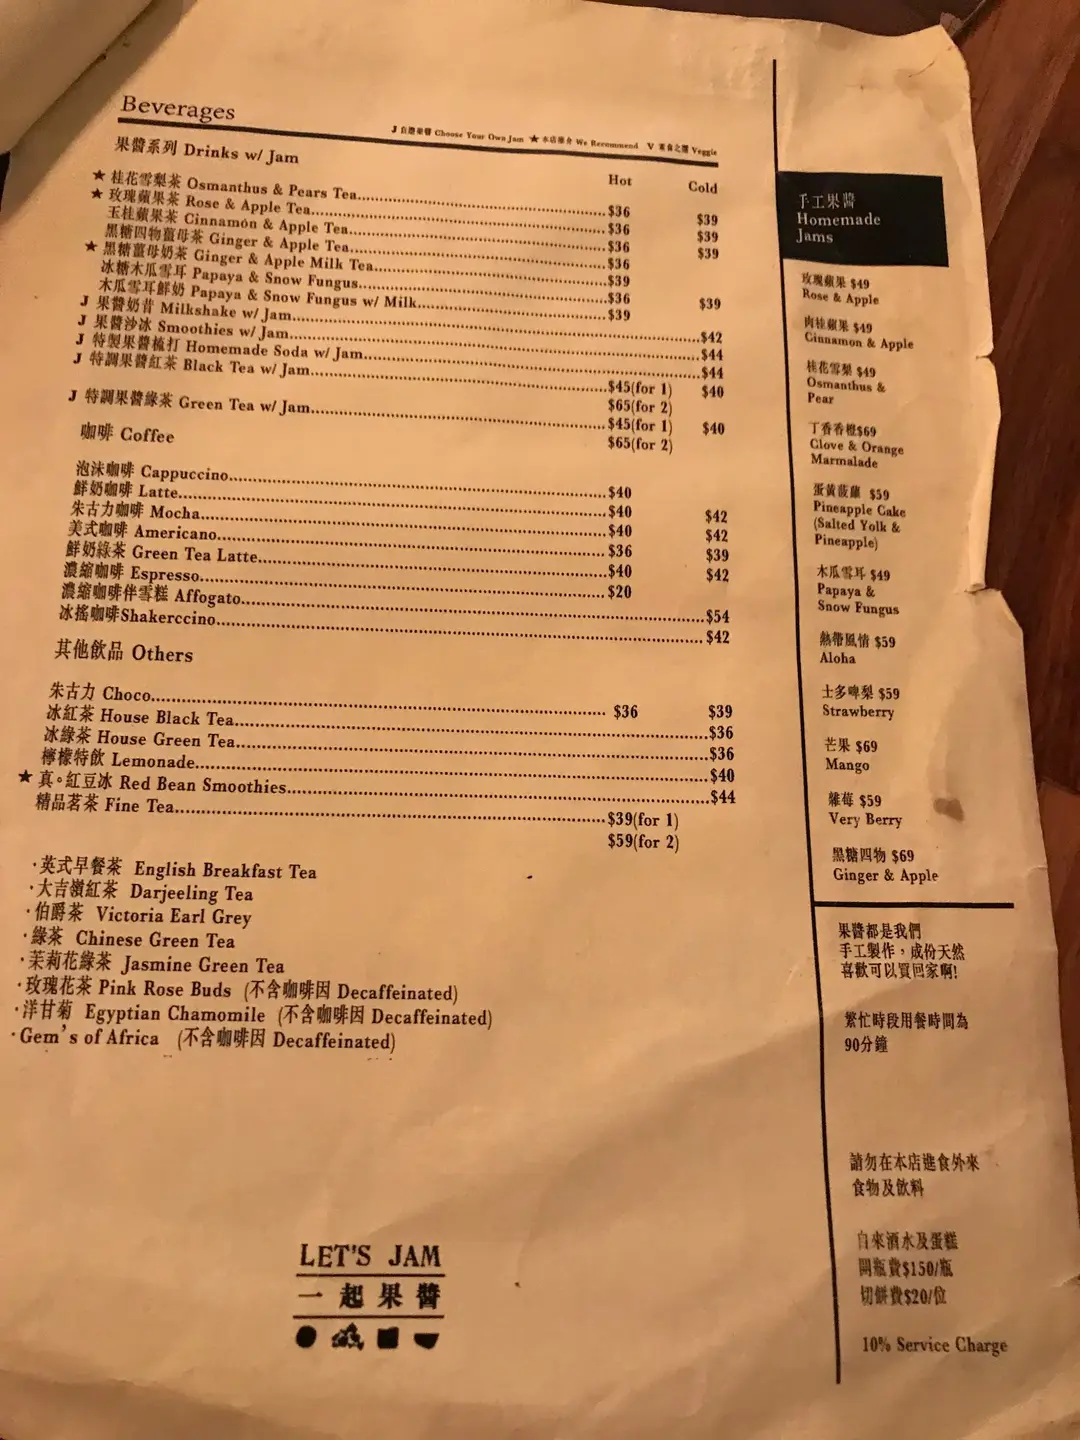 Beverages
J 自選果醬 Choose Your Own Jam ★ 本店推介 We Recommend V 素食之選 Veggie
果醬系列 Drinks w/ Jam
Hot Cold
★ 桂花雪梨茶 Osmanthus & Pears Tea $36 $39
★ 玫瑰蘋果茶 Rose & Apple Tea $36 $39
玉桂蘋果茶 Cinnamon & Apple Tea $36 $39
黑糖四物薑母茶 Ginger & Apple Tea $36
★ 黑糖薑母奶茶 Ginger & Apple Milk Tea $39
冰糖木瓜雪耳 Papaya & Snow Fungus $36 $39
木瓜雪耳鮮奶 Papaya & Snow Fungus w/ Milk $39
J 果醬奶昔 Milkshake w/ Jam $42
J 果醬沙冰 Smoothies w/ Jam $44
J 特製果醬梳打 Homemade Soda w/ Jam $44
J 特調果醬紅茶 Black Tea w/ Jam $45(for 1) $40
$65(for 2)
J 特調果醬綠茶 Green Tea w/ Jam $45(for 1) $40
$65(for 2)
咖啡 Coffee
泡沫咖啡 Cappuccino $40
鮮奶咖啡 Latte $40 $42
朱古力咖啡 Mocha $40 $42
美式咖啡 Americano $36 $39
鮮奶綠茶 Green Tea Latte $40 $42
濃縮咖啡 Espresso $20
濃縮咖啡伴雪糕 Affogato $54
冰搖咖啡Shakerccino $42
其他飲品 Others
朱古力 Choco $36 $39
冰紅茶 House Black Tea $36
冰綠茶 House Green Tea $36
檸檬特飲 Lemonade $40
★ 真。紅豆冰 Red Bean Smoothies $44
精品茗茶 Fine Tea $39(for 1)
$59(for 2)
·英式早餐茶 English Breakfast Tea
·大吉嶺紅茶 Darjeeling Tea
·伯爵茶 Victoria Earl Grey
·綠茶 Chinese Green Tea
·茉莉花綠茶 Jasmine Green Tea
·玫瑰花茶 Pink Rose Buds (不含咖啡因 Decaffeinated)
·洋甘菊 Egyptian Chamomile (不含咖啡因 Decaffeinated)
·Gem's of Africa (不含咖啡因 Decaffeinated)
LET'S JAM
一起果醬
手工果醬
Homemade
Jams
玫瑰蘋果 $49
Rose & Apple
肉桂蘋果 $49
Cinnamon & Apple
桂花雪梨 $49
Osmanthus &
Pear
丁香香橙$69
Clove & Orange
Marmalade
蛋黃菠蘿 $59
Pineapple Cake
(Salted Yolk &
Pineapple)
木瓜雪耳 $49
Papaya &
Snow Fungus
熱帶風情 $59
Aloha
士多啤梨 $59
Strawberry
芒果 $69
Mango
雜莓 $59
Very Berry
黑糖四物 $69
Ginger & Apple
果醬都是我們
手工製作，成份天然
喜歡可以買回家啊!
繁忙時段用餐時間為
90分鐘
請勿在本店進食外來
食物及飲料
自來酒水及蛋糕
開瓶費$150/瓶
切餅費$20/位
10% Service Charge